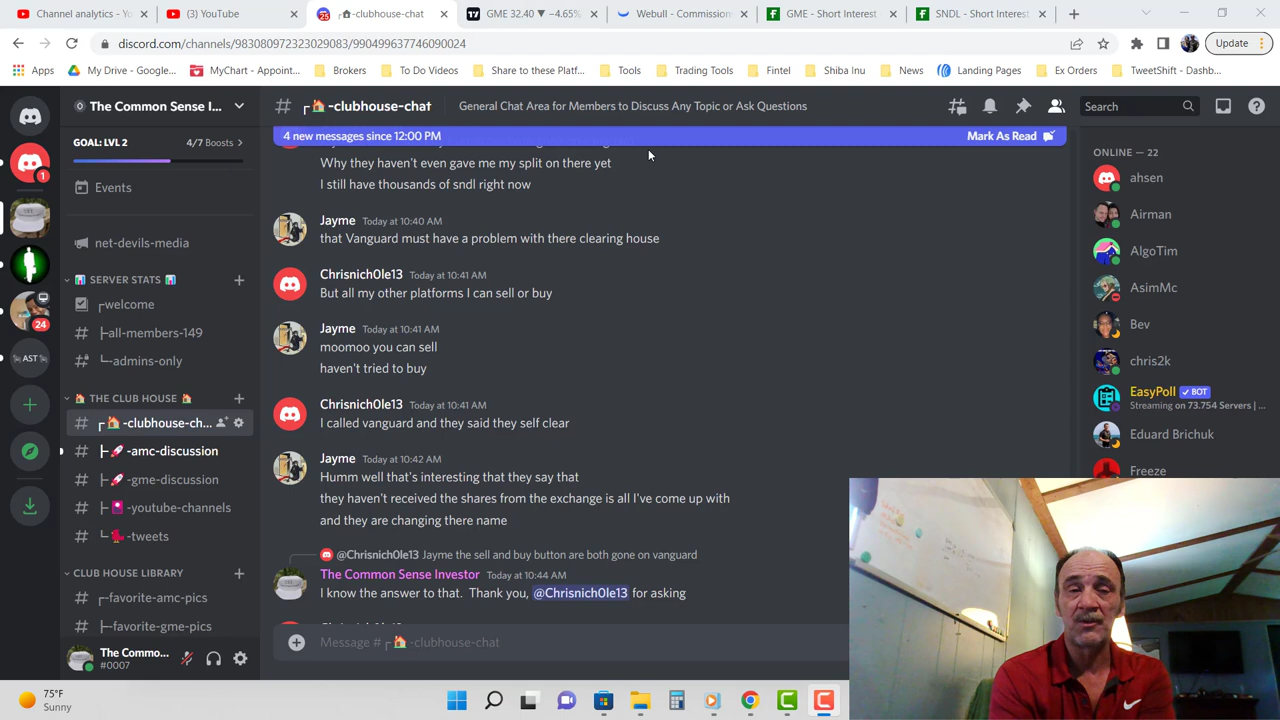 Channel analytics -
(3) YouTube
-clubhouse-chat
GME 32.40 ▼ −4.65%
Webull - Commission
GME - Short Interest
SNDL - Short Interes
discord.com/channels/983080972323029083/990499637746090024
Update
Apps
My Drive - Google...
MyChart - Appoint...
Brokers
To Do Videos
Share to these Platf...
Tools
Trading Tools
Fintel
Shiba Inu
News
Landing Pages
Ex Orders
TweetShift - Dashb...
The Common Sense I...
-clubhouse-chat
General Chat Area for Members to Discuss Any Topic or Ask Questions
Search
4 new messages since 12:00 PM
Mark As Read
GOAL: LVL 2
4/7 Boosts
Events
net-devils-media
SERVER STATS
welcome
all-members-149
admins-only
THE CLUB HOUSE
-clubhouse-ch...
-amc-discussion
-gme-discussion
-youtube-channels
-tweets
CLUB HOUSE LIBRARY
-favorite-amc-pics
-favorite-gme-pics
The Commo...
#0007
25
1
24
AST
Why they haven't even gave me my split on there yet
I still have thousands of sndl right now
Jayme Today at 10:40 AM
that Vanguard must have a problem with there clearing house
Chrisnich0le13 Today at 10:41 AM
But all my other platforms I can sell or buy
Jayme Today at 10:41 AM
moomoo you can sell
haven't tried to buy
Chrisnich0le13 Today at 10:41 AM
I called vanguard and they said they self clear
Jayme Today at 10:42 AM
Humm well that's interesting that they say that
they haven't received the shares from the exchange is all I've come up with
and they are changing there name
@Chrisnich0le13 Jayme the sell and buy button are both gone on vanguard
The Common Sense Investor Today at 10:44 AM
I know the answer to that. Thank you, @Chrisnich0le13 for asking
Message # -clubhouse-chat
ONLINE — 22
ahsen
Airman
AlgoTim
AsimMc
Bev
chris2k
EasyPoll BOT
Streaming on 73.754 Servers | ...
Eduard Brichuk
Freeze
75°F
Sunny